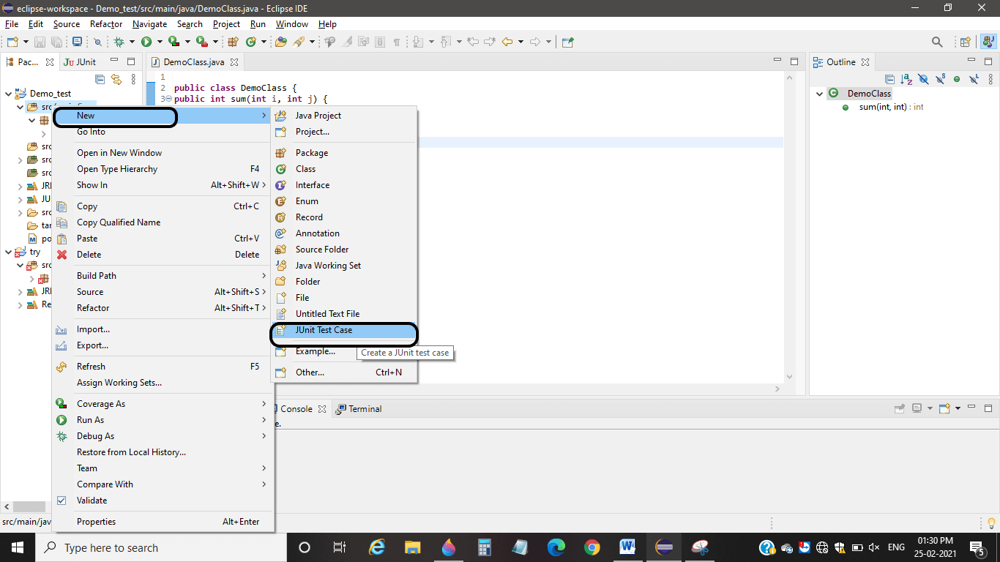 eclipse-workspace - Demo_test/src/main/java/DemoClass.java - Eclipse IDE
File Edit Source Refactor Navigate Search Project Run Window Help
Pac... JUnit
DemoClass.java
Outline
Demo_test
src
src
src
JRE
JU
src
tar
po
try
src
JRE
Re
1
2 public class DemoClass {
3 public int sum(int i, int j) {
DemoClass
sum(int, int) : int
New
Go Into
Open in New Window
Open Type Hierarchy F4
Show In Alt+Shift+W
Copy Ctrl+C
Copy Qualified Name
Paste Ctrl+V
Delete Delete
Build Path
Source Alt+Shift+S
Refactor Alt+Shift+T
Import...
Export...
Refresh F5
Assign Working Sets...
Coverage As
Run As
Debug As
Restore from Local History...
Team
Compare With
Validate
Properties Alt+Enter
Java Project
Project...
Package
Class
Interface
Enum
Record
Annotation
Source Folder
Java Working Set
Folder
File
Untitled Text File
JUnit Test Case
Example...
Create a JUnit test case
Other... Ctrl+N
Console Terminal
e.
src/main/jav
Type here to search
ENG
01:30 PM
25-02-2021
5